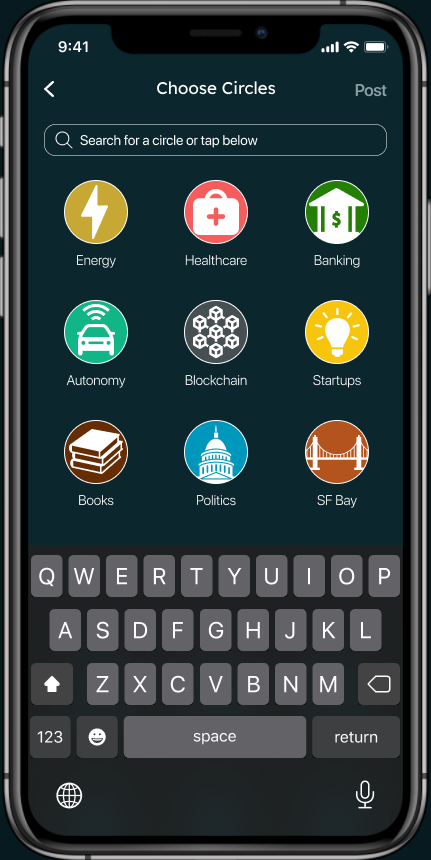 9:41
Choose Circles
Post
Search for a circle or tap below
Energy
Healthcare
Banking
$
Autonomy
Blockchain
Startups
Books
Politics
SF Bay
Q W E R T Y U I O P
A S D F G H J K L
Z X C V B N M
123
space
return